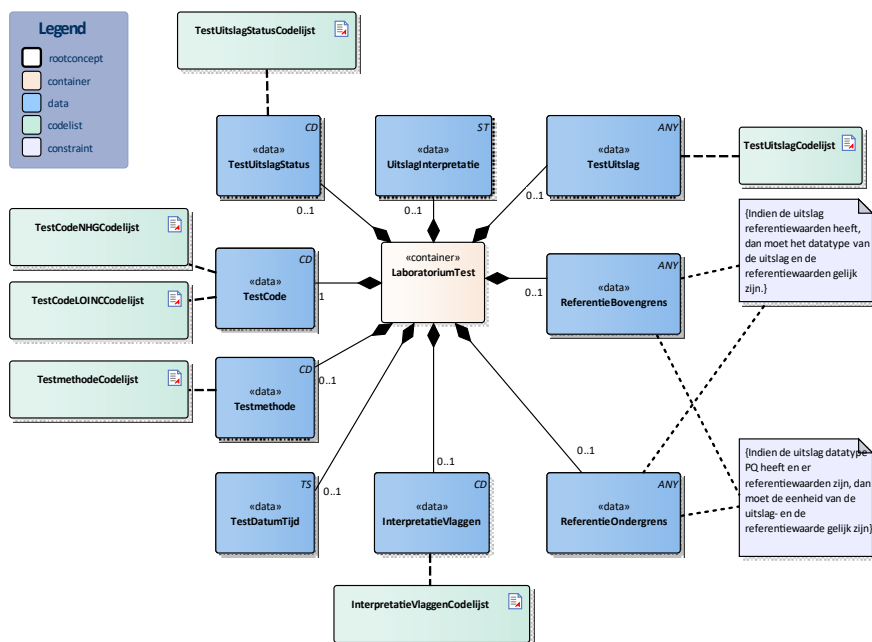 Legend
rootconcept
container
data
codelist
constraint
TestUitslagStatusCodelijst
CD
«data»
TestUitslagStatus
0..1
ST
«data»
UitslagInterpretatie
0..1
ANY
«data»
TestUitslag
0..1
TestUitslagCodelijst
TestCodeNHGCodelijst
TestCodeLOINCCodelijst
CD
«data»
TestCode
1
«container»
LaboratoriumTest
ANY
«data»
ReferentieBovengrens
0..1
{Indien de uitslag
referentiewaarden heeft,
dan moet het datatype van
de uitslag en de
referentiewaarden gelijk
zijn.}
TestmethodeCodelijst
CD
«data»
Testmethode
0..1
TS
«data»
TestDatumTijd
0..1
CD
«data»
InterpretatieVlaggen
0..1
ANY
«data»
ReferentieOndergrens
0..1
{Indien de uitslag datatype
PQ heeft en er
referentiewaarden zijn, dan
moet de eenheid van de
uitslag- en de
referentiewaarde gelijk zijn}
InterpretatieVlaggenCodelijst